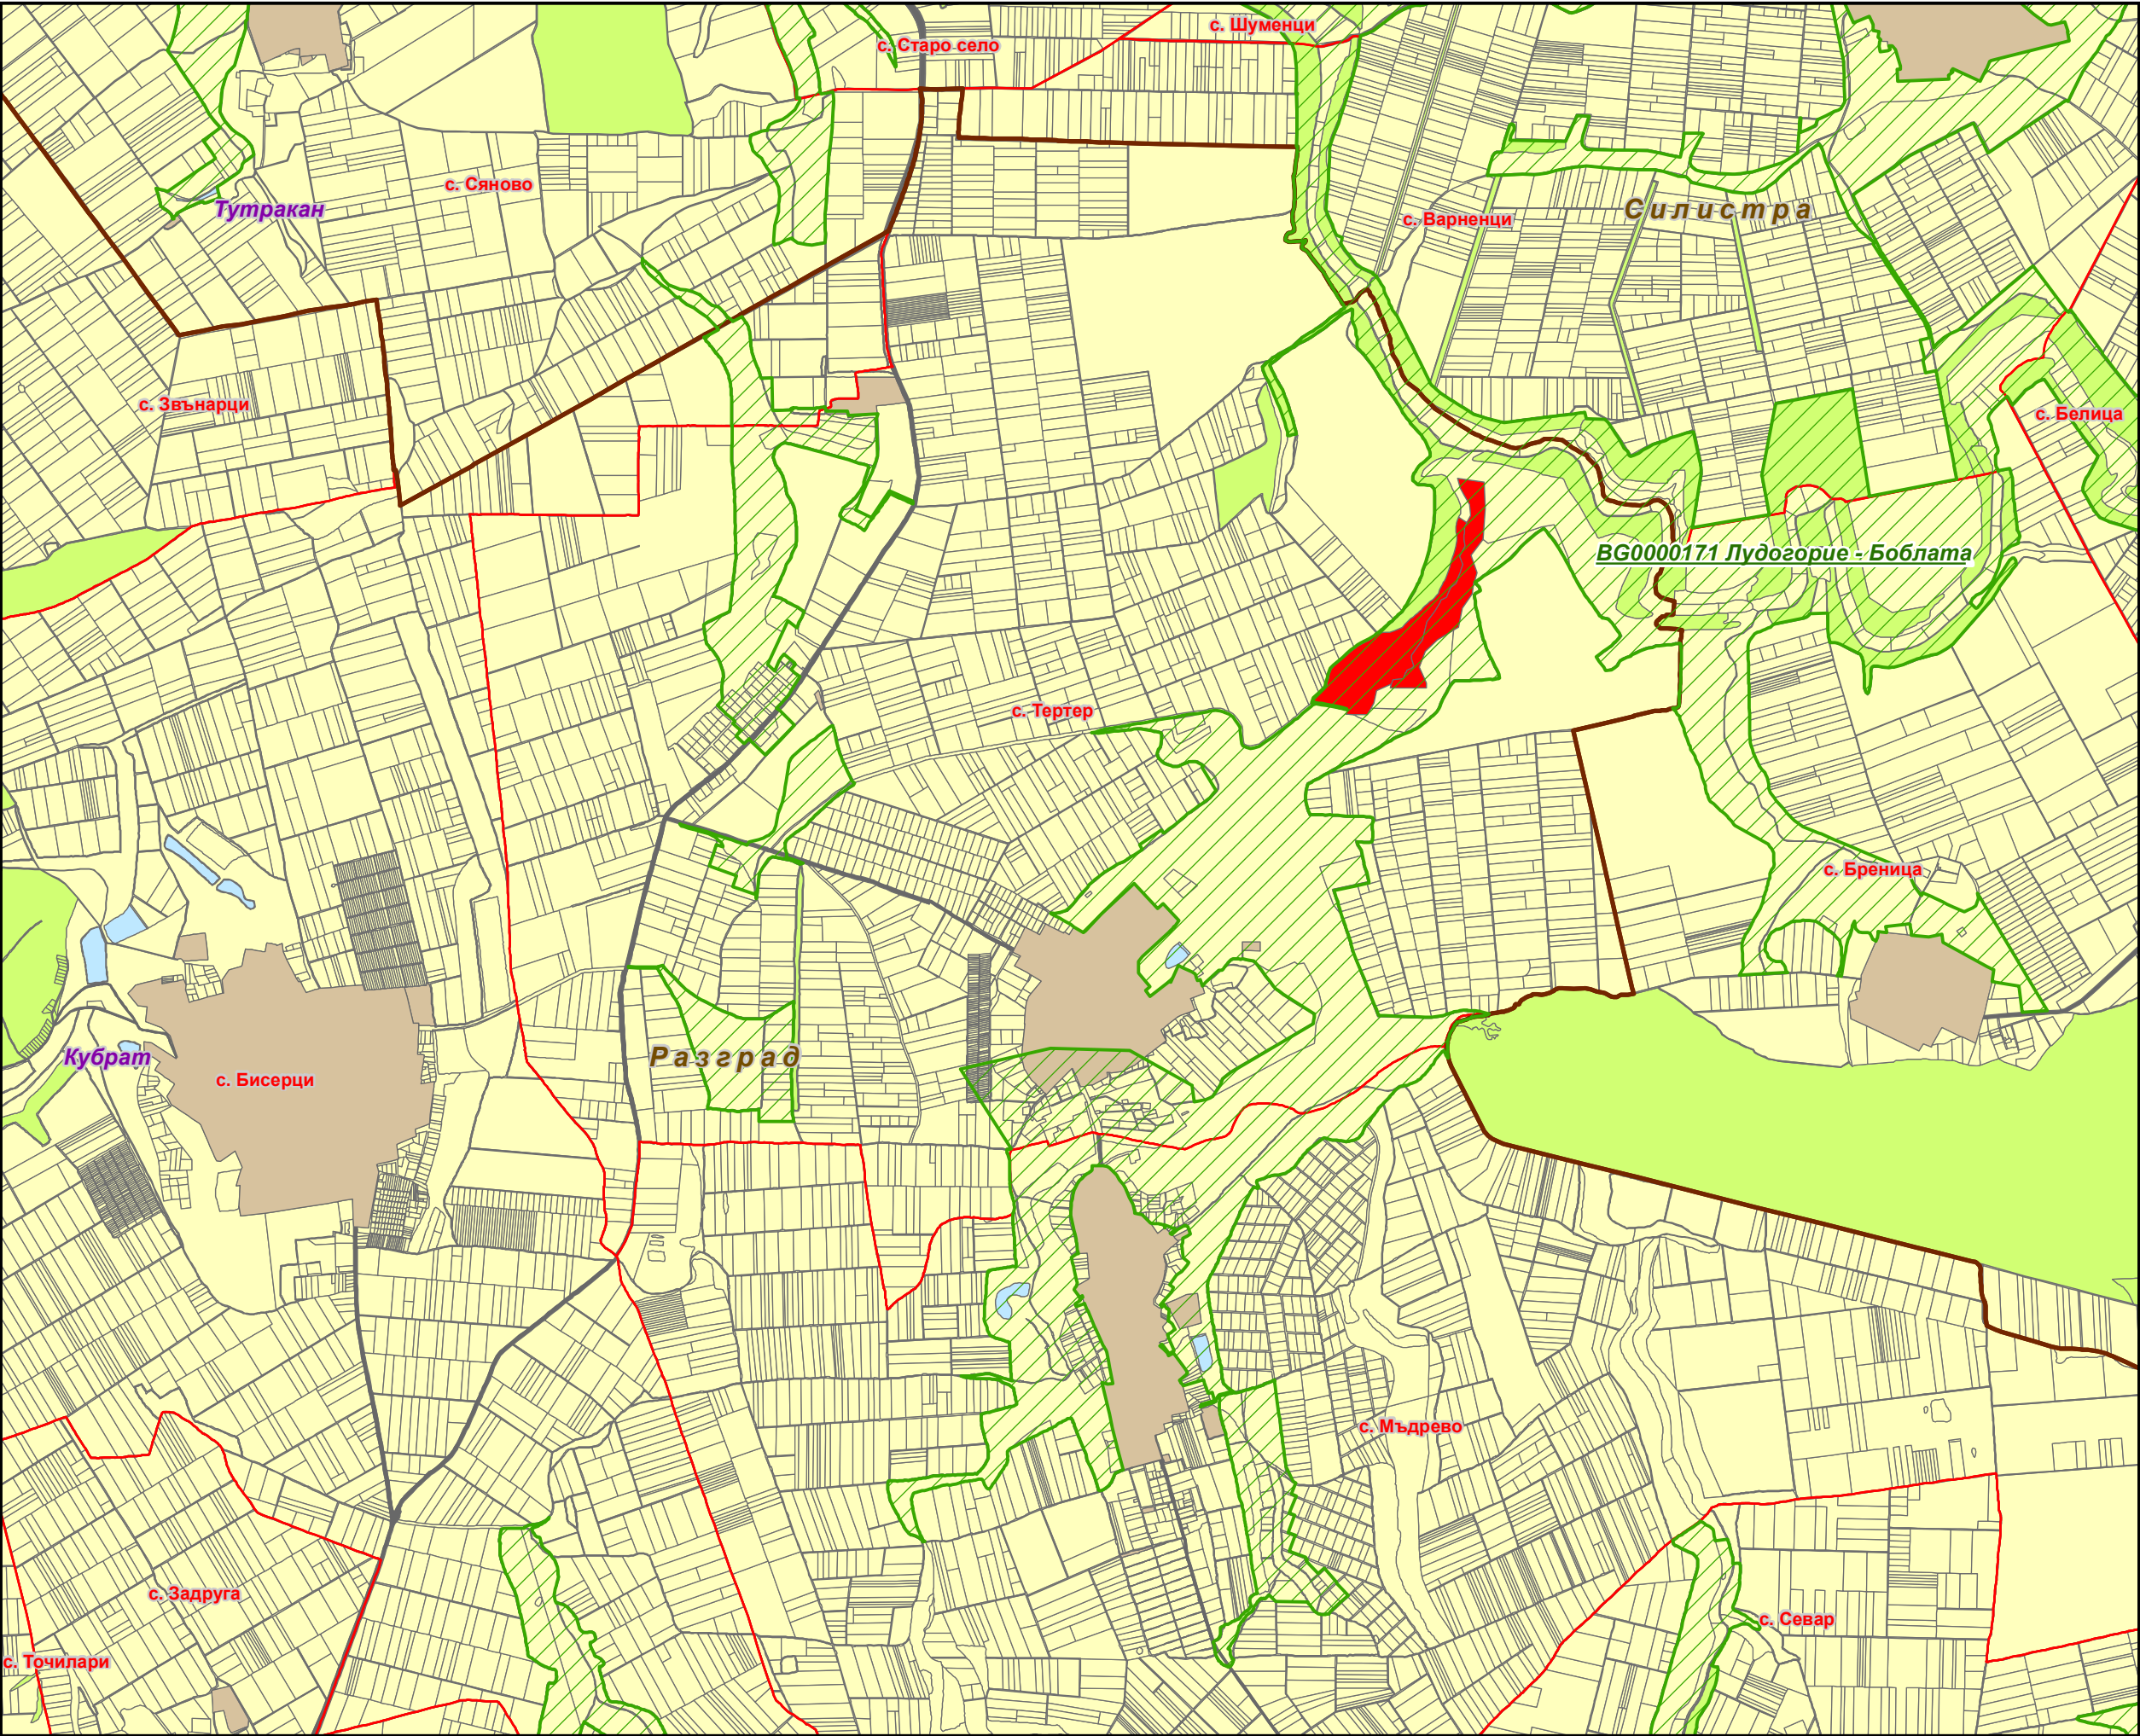 с. Шуменци
с. Старо село
с. Сяново
Тутракан
с. Варненци
Силистра
с. Звънарци
с. Белица
BG0000171 Лудогорие - Боблата
с. Тертер
с. Бреница
Кубрат
Разград
с. Бисерци
с. Мъдрево
с. Задруга
с. Севар
с. Точилари